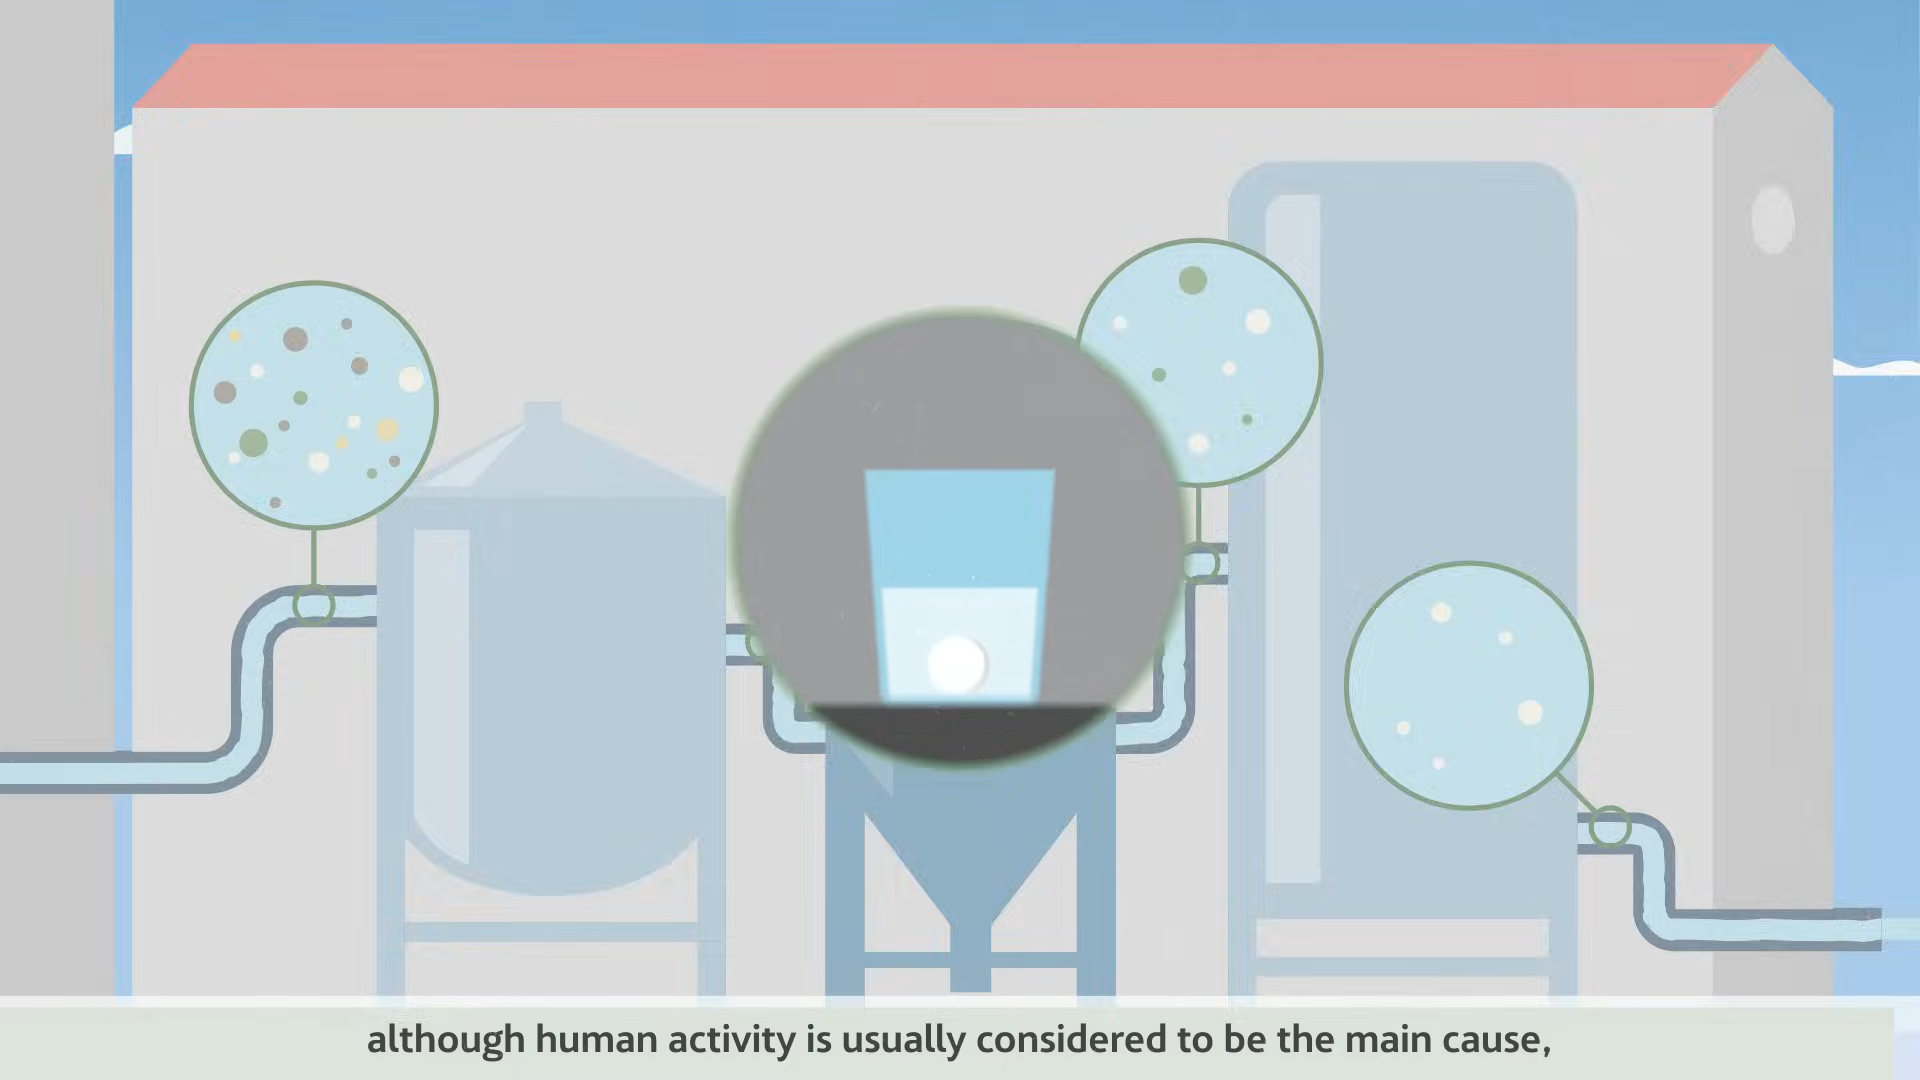 although human activity is usually considered to be the main cause,